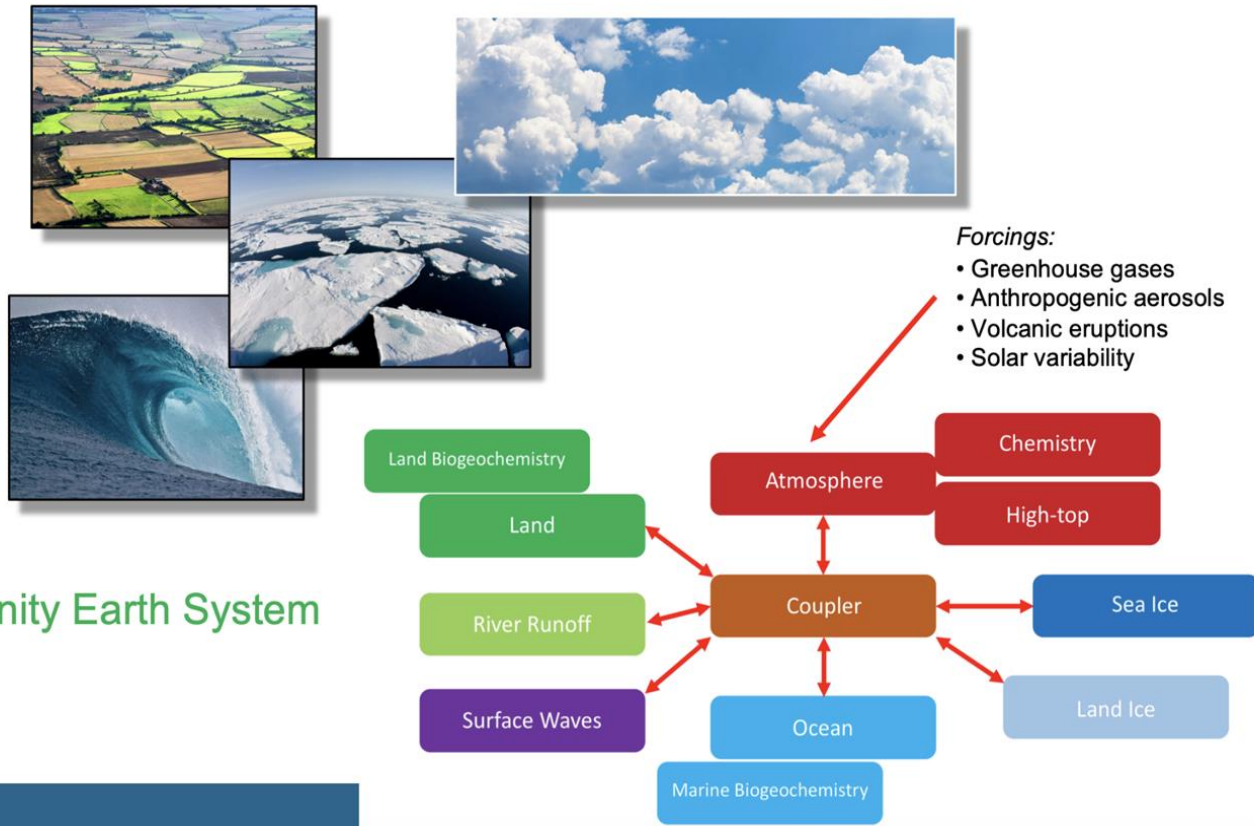 Forcings:
• Greenhouse gases
• Anthropogenic aerosols
• Volcanic eruptions
• Solar variability
Chemistry
Land Biogeochemistry
Atmosphere
High-top
Land
nity Earth System
Coupler
Sea Ice
River Runoff
Surface Waves
Ocean
Land Ice
Marine Biogeochemistry